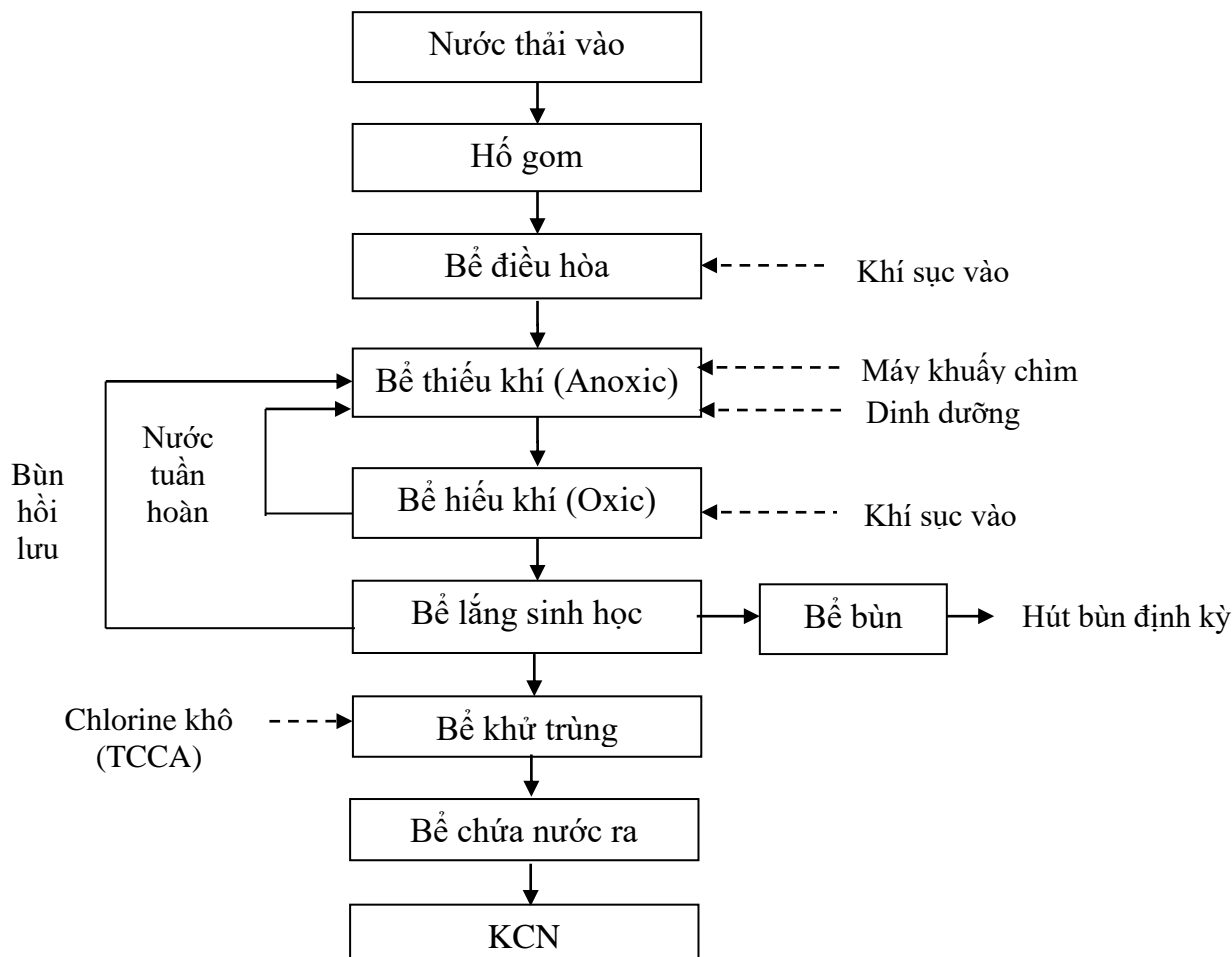 Nước thải vào
Hố gom
Bể điều hòa
Khí sục vào
Bể thiếu khí (Anoxic)
Máy khuấy chìm
Dinh dưỡng
Nước
tuần
hoàn
Bùn
hồi
lưu
Bể hiếu khí (Oxic)
Khí sục vào
Bể lắng sinh học
Bể bùn
Hút bùn định kỳ
Chlorine khô
(TCCA)
Bể khử trùng
Bể chứa nước ra
KCN